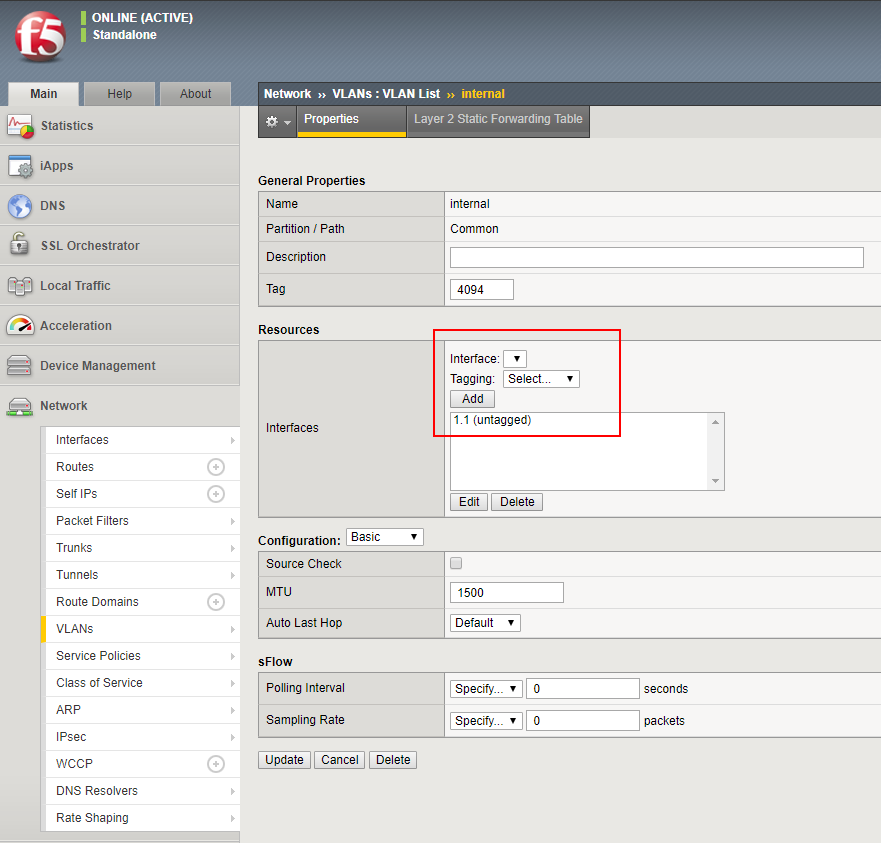 f5
ONLINE (ACTIVE)
Standalone
Main
Help
About
Statistics
iApps
DNS
SSL Orchestrator
Local Traffic
Acceleration
Device Management
Network
Interfaces
Routes
Self IPs
Packet Filters
Trunks
Tunnels
Route Domains
VLANs
Service Policies
Class of Service
ARP
IPsec
WCCP
DNS Resolvers
Rate Shaping
Network ›› VLANs : VLAN List ›› internal
Properties
Layer 2 Static Forwarding Table
General Properties
Name internal
Partition / Path Common
Description
Tag 4094
Resources
Interfaces
Interface:
Tagging: Select...
Add
1.1 (untagged)
Edit Delete
Configuration: Basic
Source Check
MTU 1500
Auto Last Hop Default
sFlow
Polling Interval Specify... 0 seconds
Sampling Rate Specify... 0 packets
Update Cancel Delete